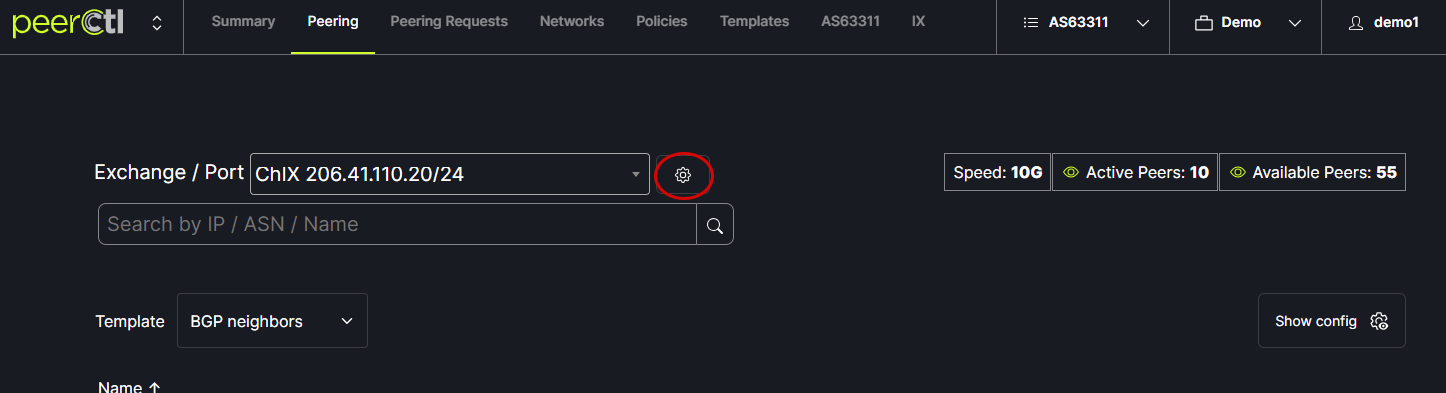 peerCtl Summary Peering Peering Requests Networks Policies Templates AS63311 IX AS63311 Demo demo1
Exchange / Port ChIX 206.41.110.20/24 Speed: 10G Active Peers: 10 Available Peers: 55
Search by IP / ASN / Name
Template BGP neighbors Show config
Name ↑